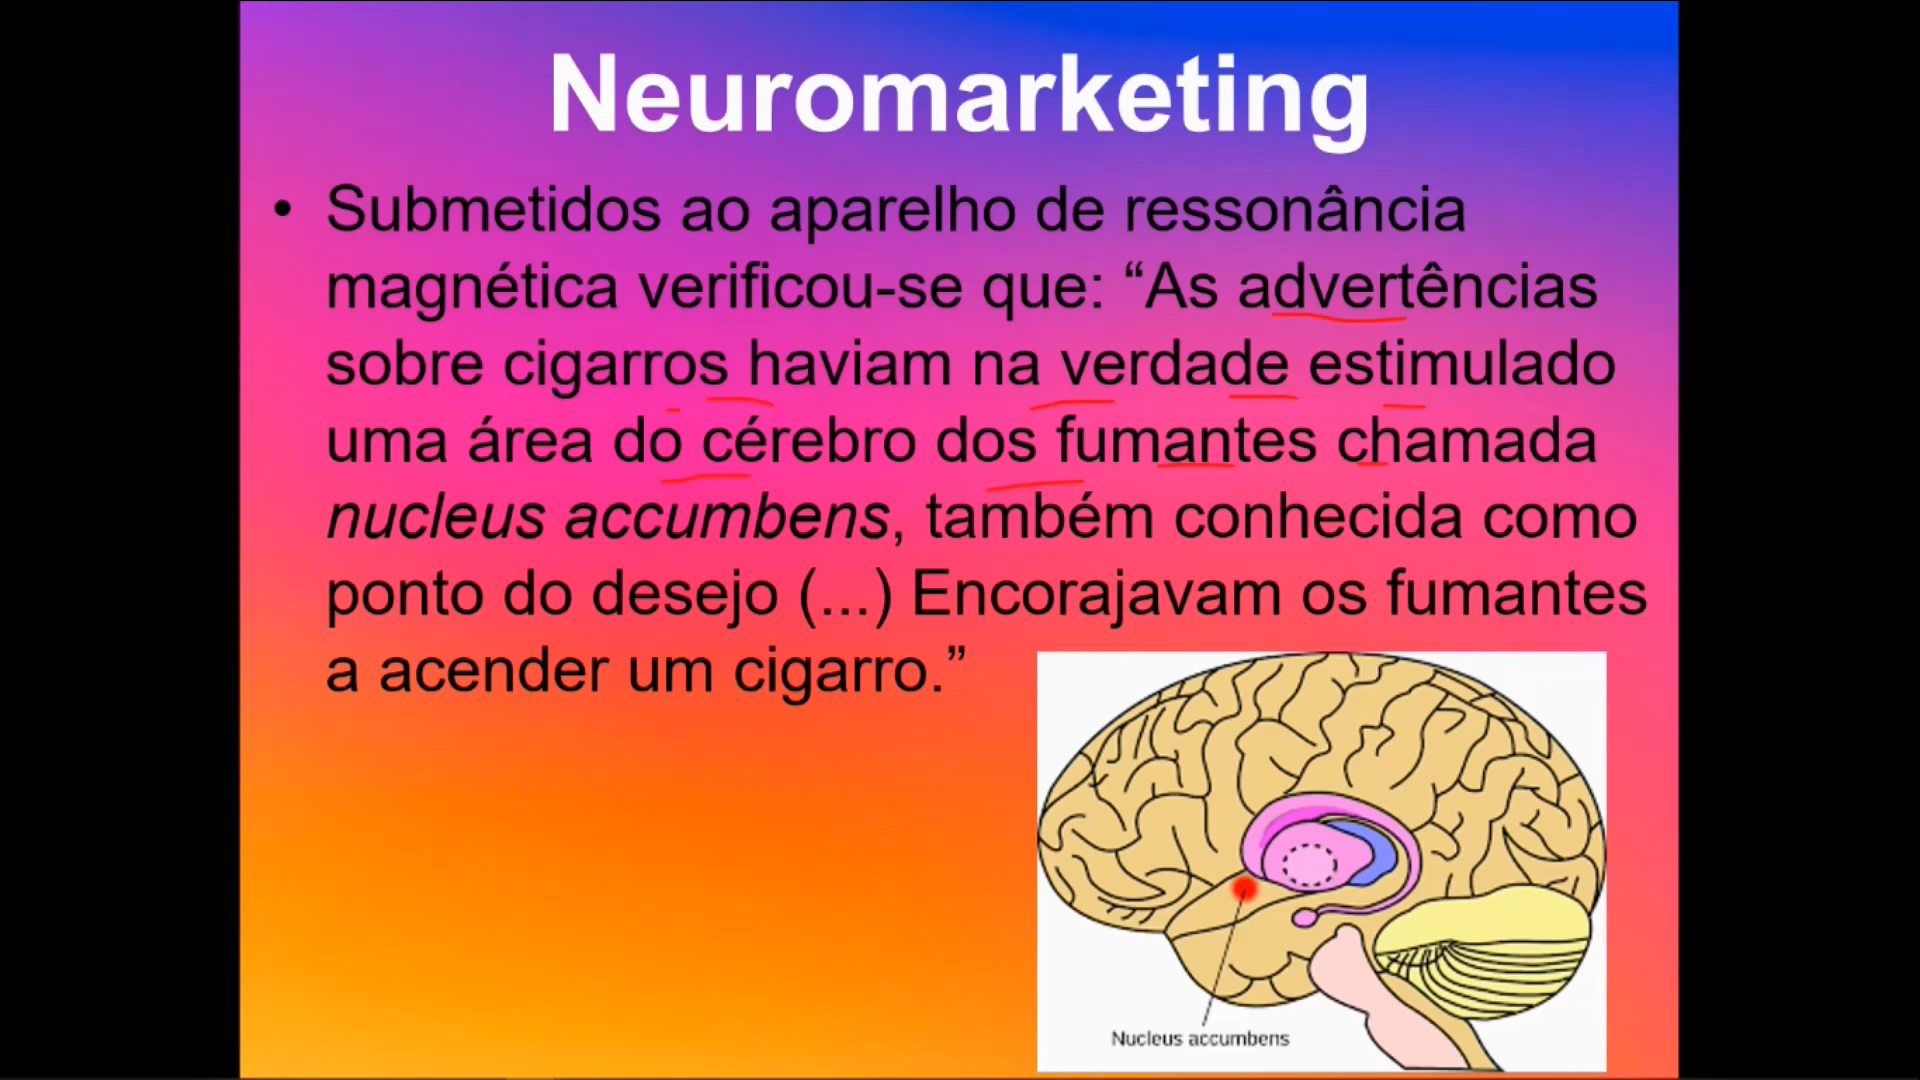 Neuromarketing
• Submetidos ao aparelho de ressonância
magnética verificou-se que: “As advertências
sobre cigarros haviam na verdade estimulado
uma área do cérebro dos fumantes chamada
nucleus accumbens, também conhecida como
ponto do desejo (...) Encorajavam os fumantes
a acender um cigarro.”
Nucleus accumbens